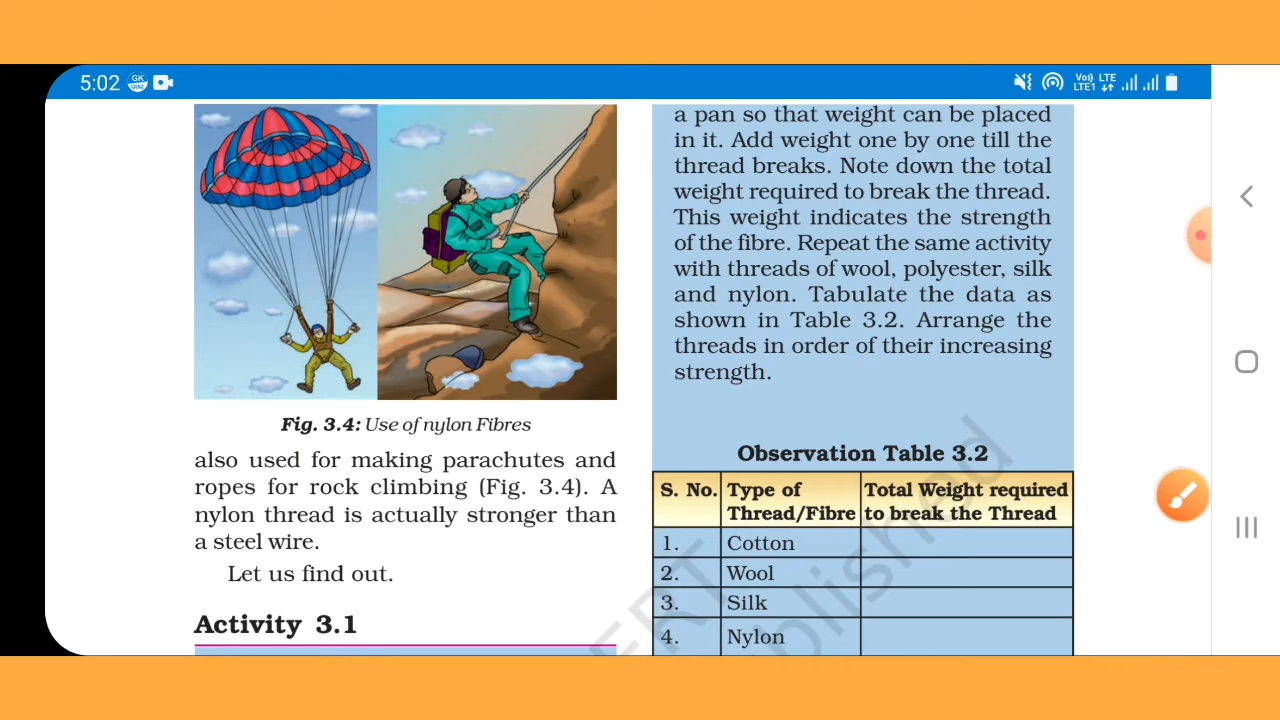 5:02
GK
QUIZ
Vo)) LTE
LTE1
Fig. 3.4: Use of nylon Fibres
also used for making parachutes and
ropes for rock climbing (Fig. 3.4). A
nylon thread is actually stronger than
a steel wire.
Let us find out.
Activity 3.1
a pan so that weight can be placed
in it. Add weight one by one till the
thread breaks. Note down the total
weight required to break the thread.
This weight indicates the strength
of the fibre. Repeat the same activity
with threads of wool, polyester, silk
and nylon. Tabulate the data as
shown in Table 3.2. Arrange the
threads in order of their increasing
strength.
Observation Table 3.2
S. No. Type of Total Weight required
Thread/Fibre to break the Thread
1. Cotton
2. Wool
3. Silk
4. Nylon